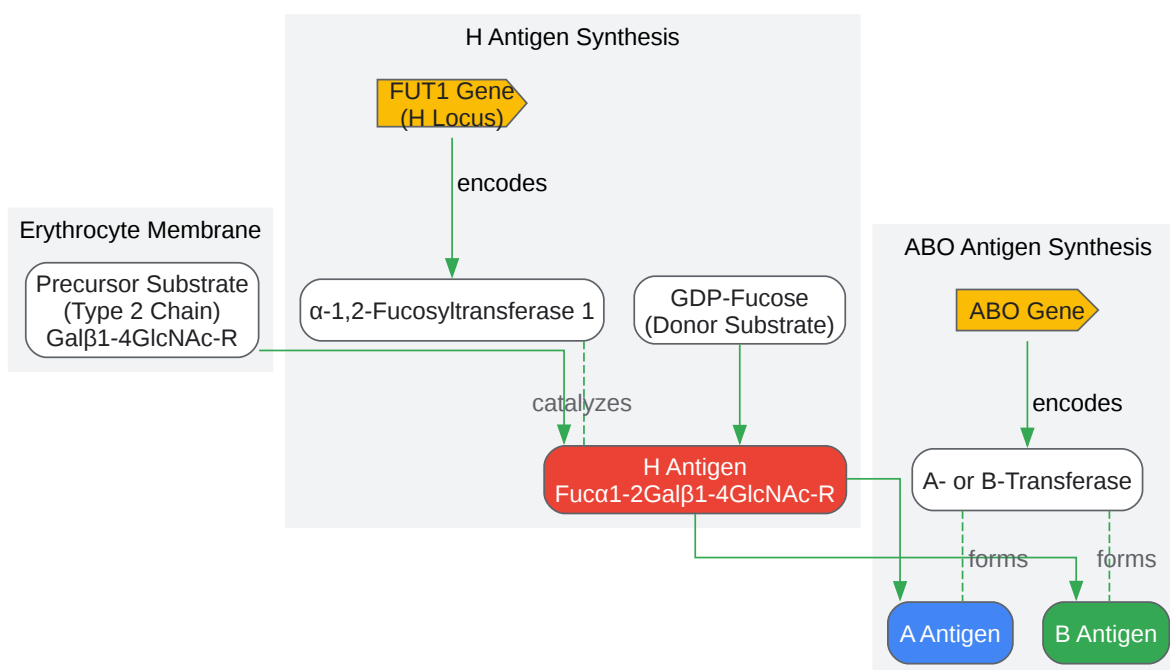 H Antigen Synthesis
FUT1 Gene
(H Locus)
encodes
Erythrocyte Membrane
Precursor Substrate
(Type 2 Chain)
Galβ1-4GlcNAc-R
α-1,2-Fucosyltransferase 1
GDP-Fucose
(Donor Substrate)
catalyzes
H Antigen
Fucα1-2Galβ1-4GlcNAc-R
ABO Antigen Synthesis
ABO Gene
encodes
A- or B-Transferase
forms
forms
A Antigen
B Antigen